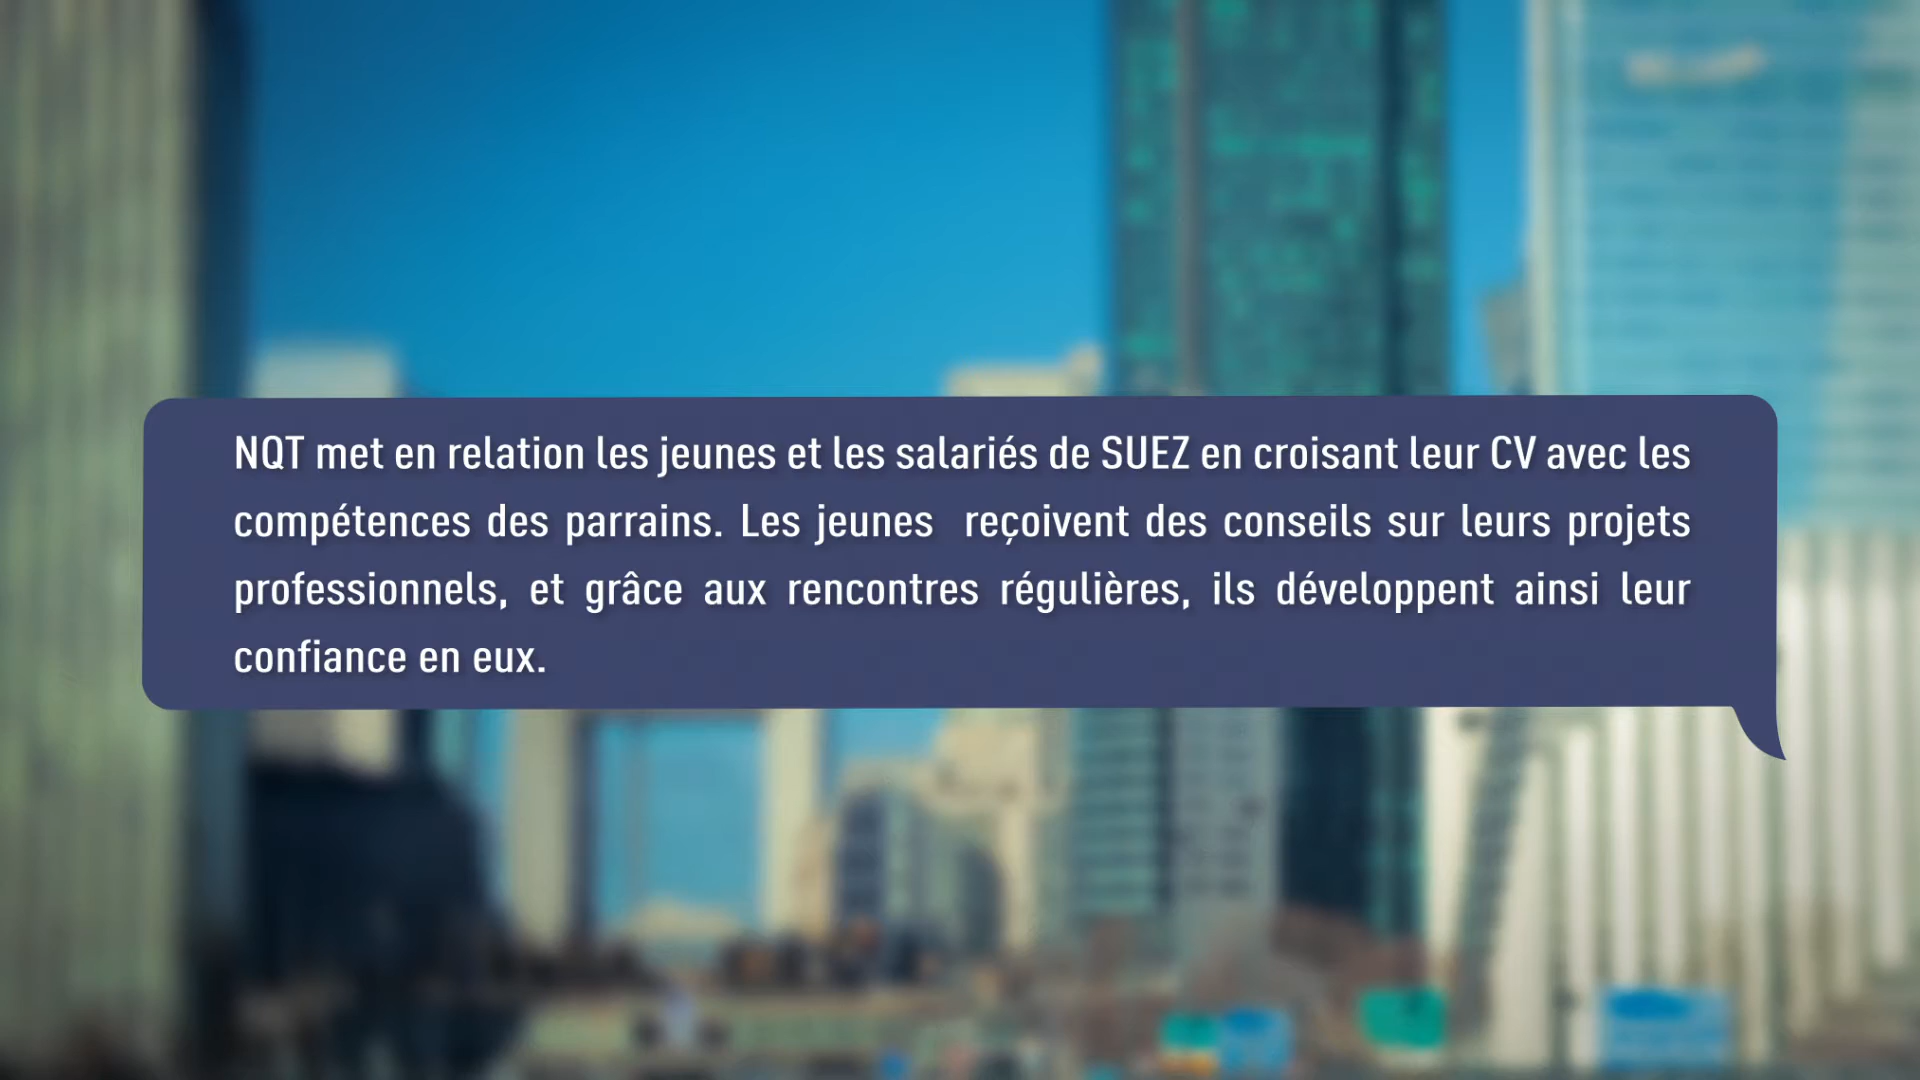 NQT met en relation les jeunes et les salariés de SUEZ en croisant leur CV avec les
compétences des parrains. Les jeunes  reçoivent des conseils sur leurs projets
professionnels, et grâce aux rencontres régulières, ils développent ainsi leur
confiance en eux.